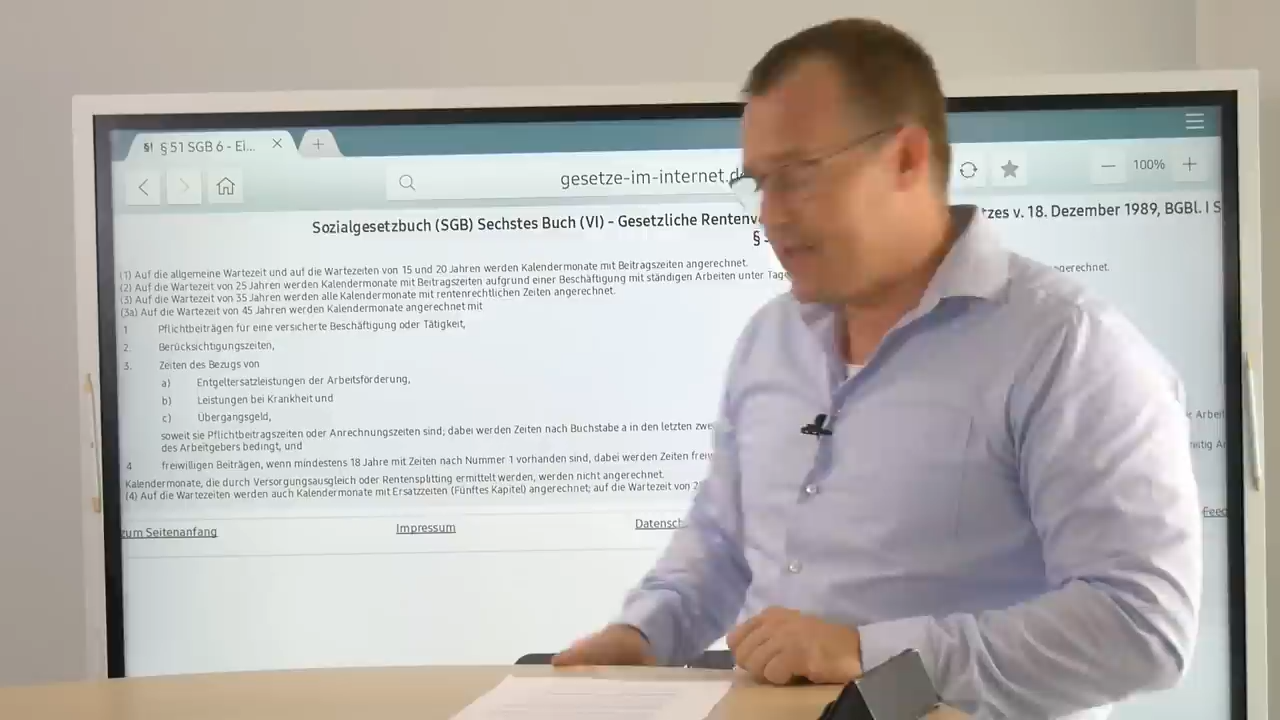 §! § 51 SGB 6 - Ei...
gesetze-im-internet.d
100%
Sozialgesetzbuch (SGB) Sechstes Buch (VI) - Gesetzliche Rentenv tzes v. 18. Dezember 1989, BGBl. I S
§
(1) Auf die allgemeine Wartezeit und auf die Wartezeiten von 15 und 20 Jahren werden Kalendermonate mit Beitragszeiten angerechnet.
(2) Auf die Wartezeit von 25 Jahren werden Kalendermonate mit Beitragszeiten aufgrund einer Beschäftigung mit ständigen Arbeiten unter Tage gerechnet.
(3) Auf die Wartezeit von 35 Jahren werden alle Kalendermonate mit rentenrechtlichen Zeiten angerechnet.
(3a) Auf die Wartezeit von 45 Jahren werden Kalendermonate angerechnet mit
1 Pflichtbeiträgen für eine versicherte Beschäftigung oder Tätigkeit,
2. Berücksichtigungszeiten,
3. Zeiten des Bezugs von
a) Entgeltersatzleistungen der Arbeitsförderung,
b) Leistungen bei Krankheit und
c) Übergangsgeld,
soweit sie Pflichtbeitragszeiten oder Anrechnungszeiten sind; dabei werden Zeiten nach Buchstabe a in den letzten zwe Arbeit
des Arbeitgebers bedingt, und
4 freiwilligen Beiträgen, wenn mindestens 18 Jahre mit Zeiten nach Nummer 1 vorhanden sind, dabei werden Zeiten freiw
Kalendermonate, die durch Versorgungsausgleich oder Rentensplitting ermittelt werden, werden nicht angerechnet.
(4) Auf die Wartezeiten werden auch Kalendermonate mit Ersatzzeiten (Fünftes Kapitel) angerechnet; auf die Wartezeit von 2
zum Seitenanfang Impressum Datensch Feed